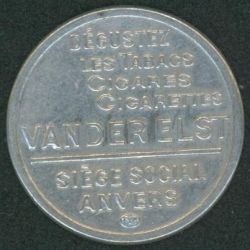 DÉGUSTEZ
LES TABACS
CIGARES
CIGARETTES
VANDER ELST
SIÈGE SOCIAL
ANVERS